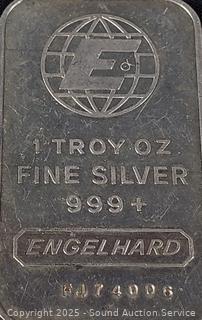 E
1 TROY OZ
FINE SILVER
999+
ENGELHARD
Copyright 2025 - Sound Auction Service